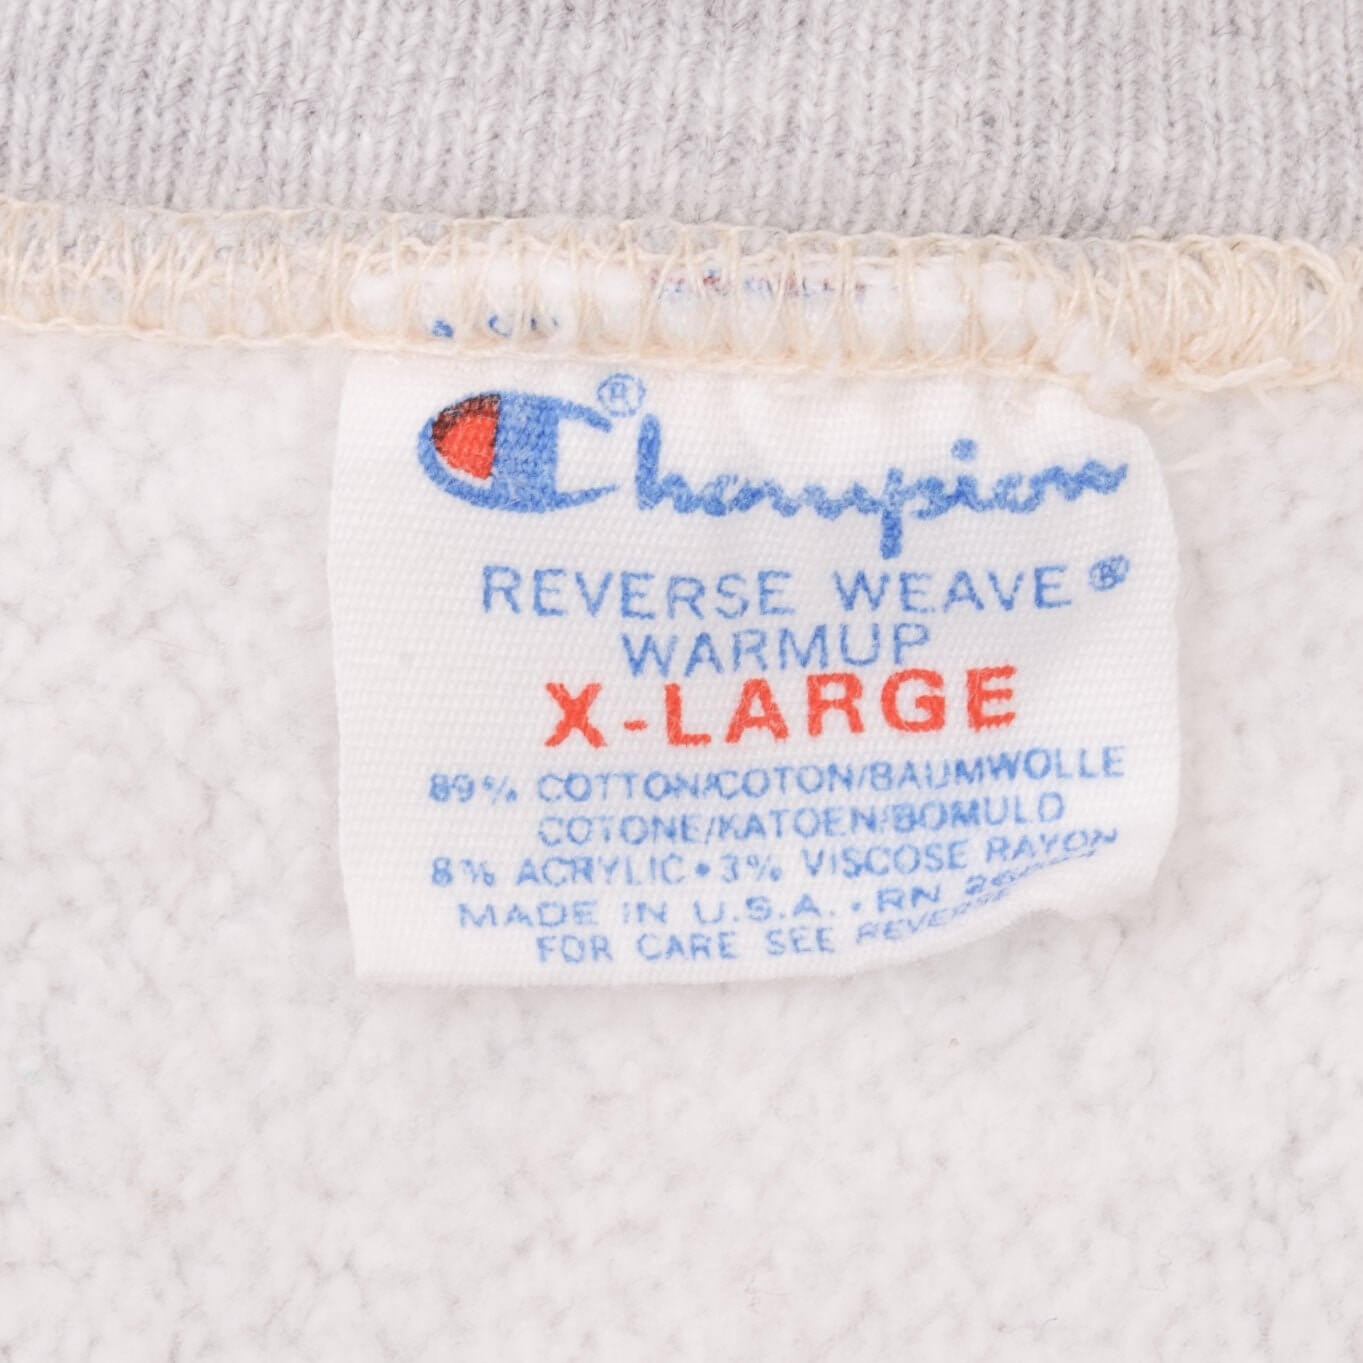 Champion®
REVERSE WEAVE®
WARMUP
X-LARGE
89% COTTON/COTON/BAUMWOLLE
COTONE/KATOEN/BOMULD
8% ACRYLIC • 3% VISCOSE RAYON
MADE IN U.S.A. • RN
FOR CARE SEE REVERSE